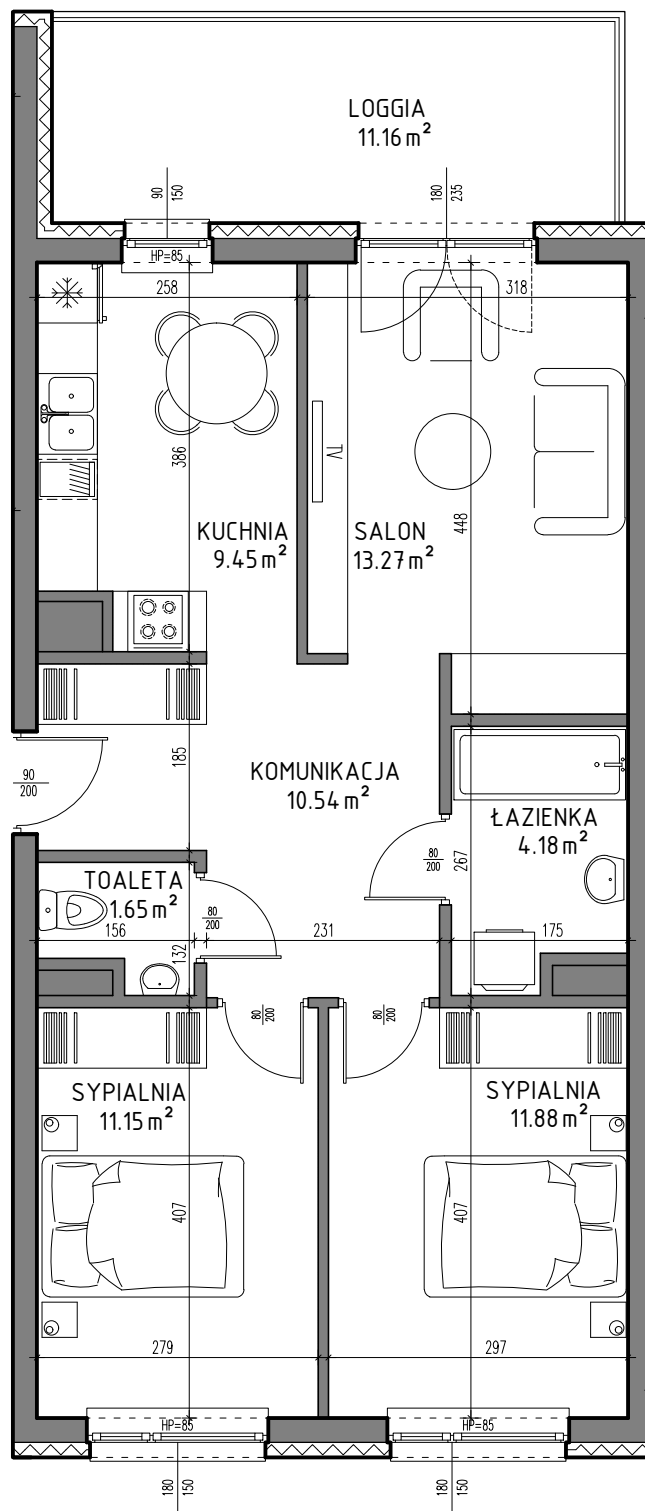 LOGGIA
11.16 m²
90
150
180
235
HP=85
258
318
386
TV
448
KUCHNIA
9.45 m²
SALON
13.27 m²
185
KOMUNIKACJA
10.54 m²
90
200
ŁAZIENKA
4.18 m²
80
200
267
TOALETA
1.65 m²
80
200
156
132
231
175
80
200
80
200
SYPIALNIA
11.15 m²
SYPIALNIA
11.88 m²
407
407
279
297
HP=85
HP=85
180
150
180
150